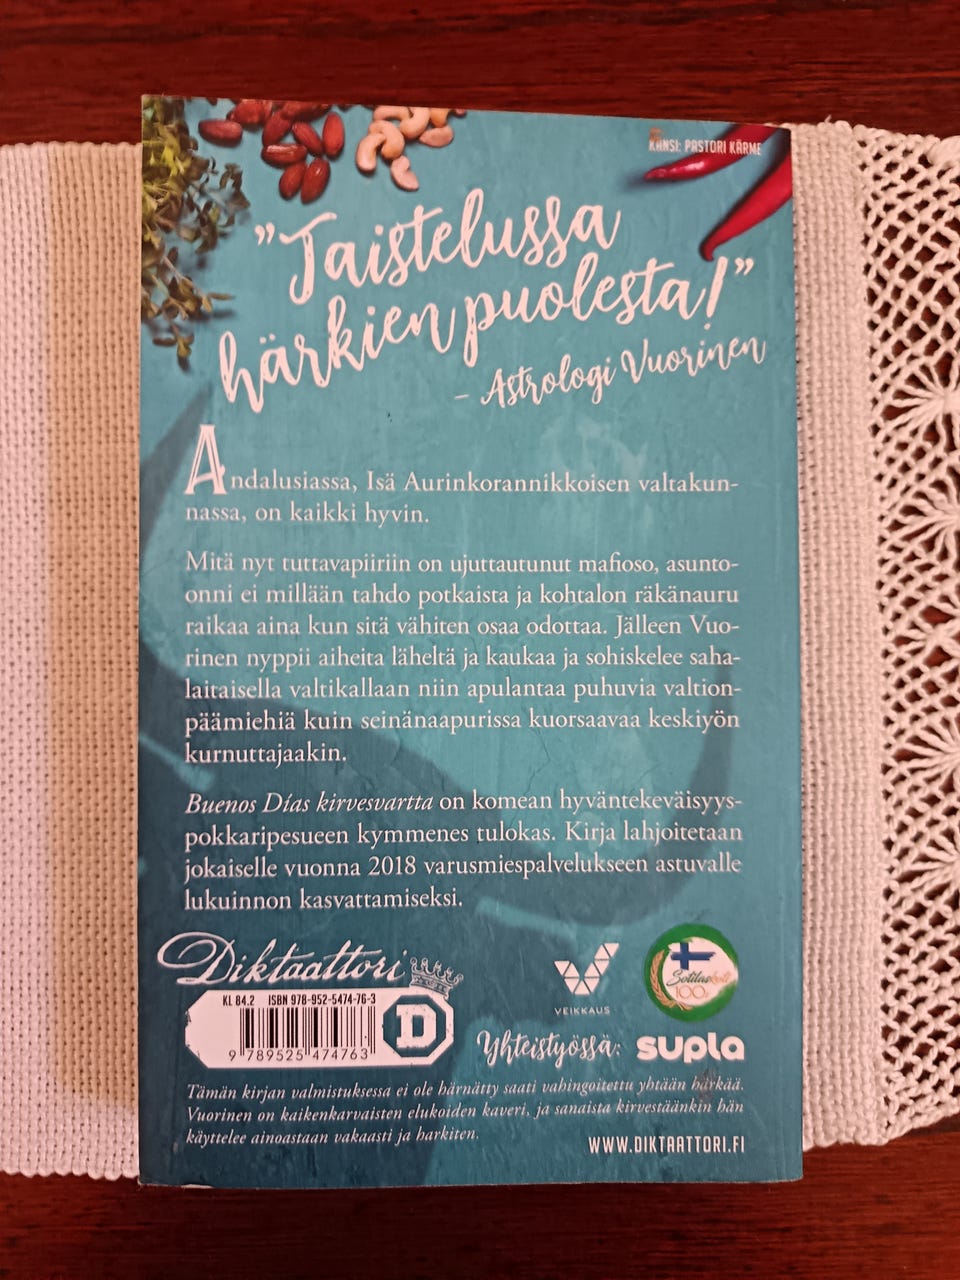 KANSI: PASTORI KÄRME
”Taistelussa
härkien puolesta!”
– Astrologi Vuorinen
Andalusiassa, Isä Aurinkorannikkoisen valtakun-
nassa, on kaikki hyvin.
Mitä nyt tuttavapiiriin on ujuttautunut mafioso, asunto-
onni ei millään tahdo potkaista ja kohtalon räkänauru
raikaa aina kun sitä vähiten osaa odottaa. Jälleen Vuo-
rinen nyppii aiheita läheltä ja kaukaa ja sohiskelee saha-
laitaisella valtikallaan niin apulantaa puhuvia valtion-
päämiehiä kuin seinänaapurissa kuorsaavaa keskiyön
kurnuttajaakin.
Buenos Días kirvesvartta on komean hyväntekeväisyys-
pokkaripesueen kymmenes tulokas. Kirja lahjoitetaan
jokaiselle vuonna 2018 varusmiespalvelukseen astuvalle
lukuinnon kasvattamiseksi.
Diktaattori
KL 84.2 ISBN 978-952-5474-76-3
9 789525 474763
D
VEIKKAUS
Sotilaskoti
100v
Yhteistyössä: supla
Tämän kirjan valmistuksessa ei ole härnätty saati vahingoitettu yhtään härkää.
Vuorinen on kaikenkarvaisten elukoiden kaveri, ja sanaista kirvestäänkin hän
käyttelee ainoastaan vakaasti ja harkiten.
WWW.DIKTAATTORI.FI